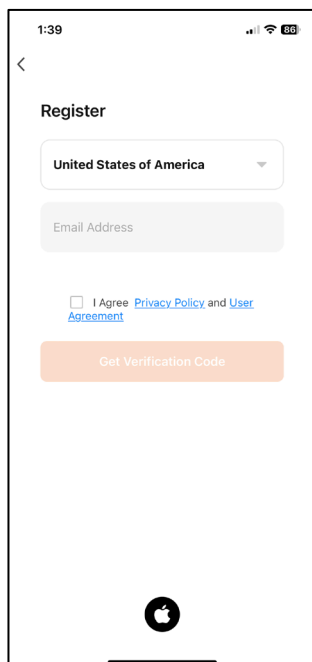 1:39
86
Register
United States of America
Email Address
I Agree Privacy Policy and User
Agreement
Get Verification Code